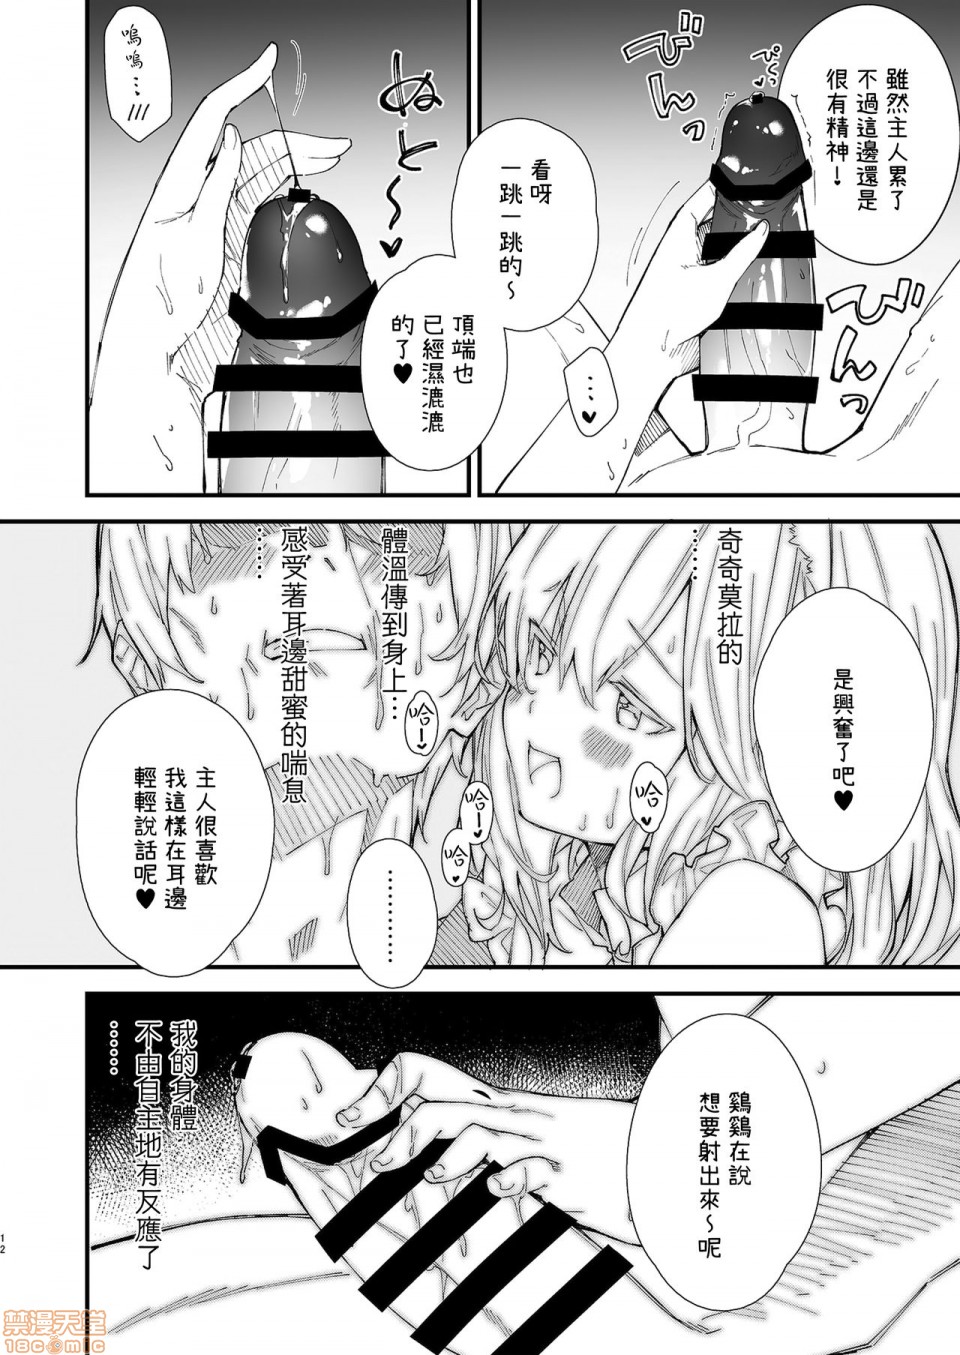 雖然主人累了
不過這邊還是
很有精神！
びんっ
びんっ
ぴくっ
看呀
一跳一跳的～
…
頂端也
已經濕漉漉
的了♥
ぬと～♥
嗚
嗚…
是興奮了吧♥
奇奇莫拉的
……
體溫傳到身上…
感受著耳邊甜蜜的喘息
……
哈
哈ー
哈ー
哈
………
主人很喜歡
我這樣在耳邊
輕輕說話呢♥
鷄鷄在說
想要射出來～呢
我的身體
不由自主地有反應了
……
12
禁漫天堂
18comic